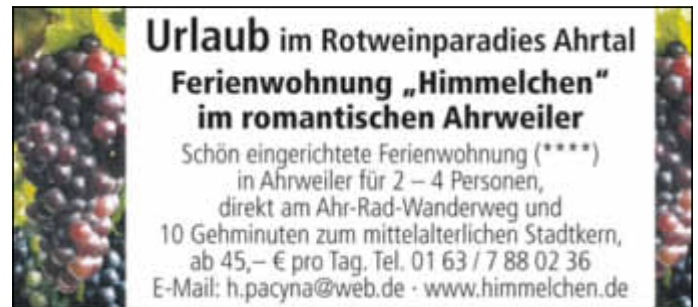 Urlaub im Rotweinparadies Ahrtal
Ferienwohnung „Himmelchen“
im romantischen Ahrweiler
Schön eingerichtete Ferienwohnung (****)
in Ahrweiler für 2 – 4 Personen,
direkt am Ahr-Rad-Wanderweg und
10 Gehminuten zum mittelalterlichen Stadtkern,
ab 45,– € pro Tag. Tel. 01 63 / 7 88 02 36
E-Mail: h.pacyna@web.de · www.himmelchen.de